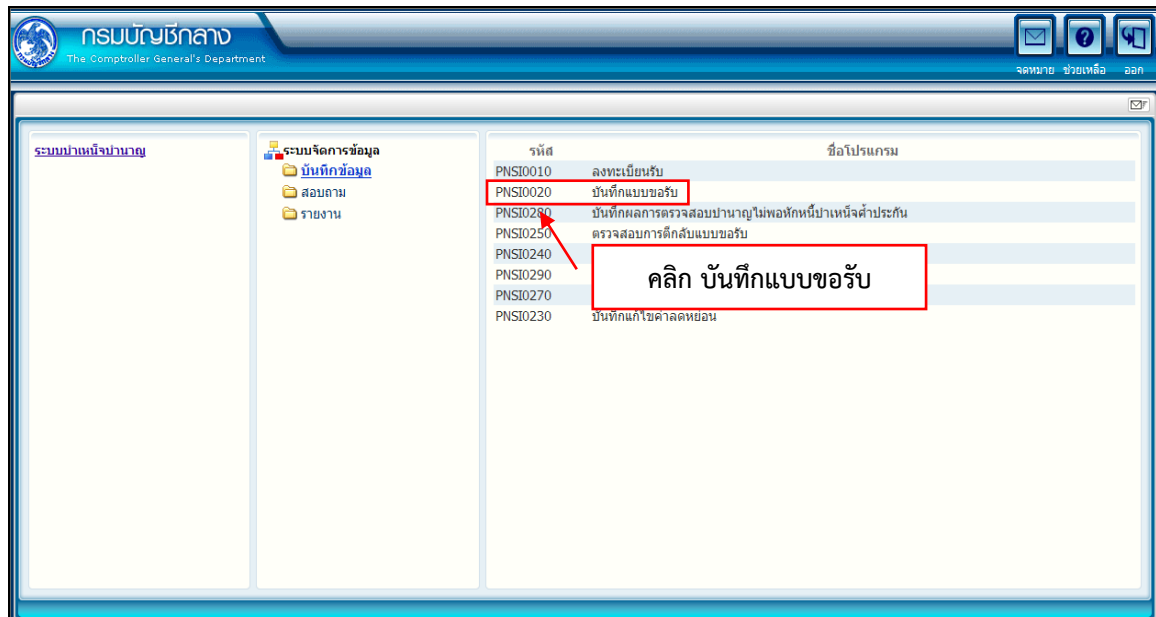 กรมบัญชีกลาง
The Comptroller General's Department
จดหมาย ช่วยเหลือ ออก
ระบบบำเหน็จบำนาญ
ระบบจัดการข้อมูล
บันทึกข้อมูล
สอบถาม
รายงาน
รหัส ชื่อโปรแกรม
PNSI0010 ลงทะเบียนรับ
PNSI0020 บันทึกแบบขอรับ
PNSI0280 บันทึกผลการตรวจสอบบำนาญไม่พอหักหนี้บำเหน็จค้ำประกัน
PNSI0250 ตรวจสอบการตีกลับแบบขอรับ
PNSI0240
PNSI0290
PNSI0270
PNSI0230 บันทึกแก้ไขค่าลดหย่อน
คลิก บันทึกแบบขอรับ